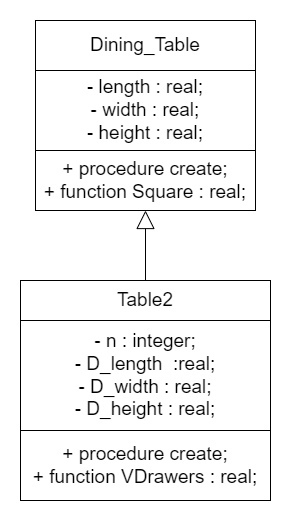 Dining_Table
- length : real;
- width : real;
- height : real;
+ procedure create;
+ function Square : real;
Table2
- n : integer;
- D_length :real;
- D_width : real;
- D_height : real;
+ procedure create;
+ function VDrawers : real;